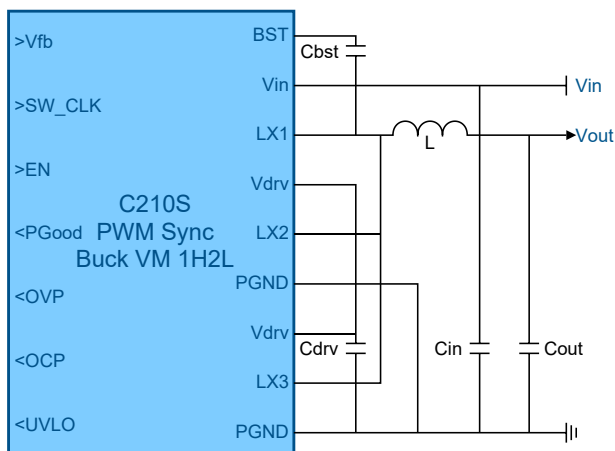 >Vfb
>SW_CLK
>EN
<PGood
<OVP
<OCP
<UVLO
C210S
PWM Sync
Buck VM 1H2L
BST
Vin
LX1
Vdrv
LX2
PGND
Vdrv
LX3
PGND
Cbst
L
Cdrv
Cin
Cout
Vin
Vout